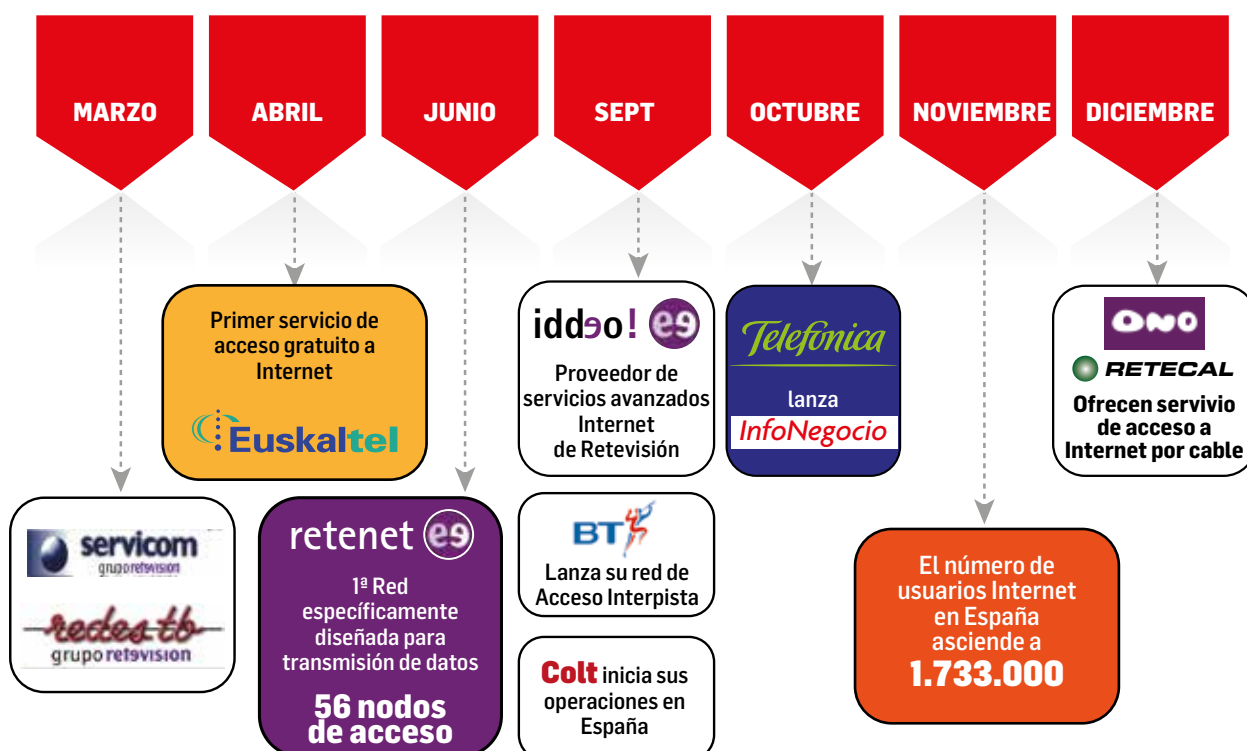 MARZO
ABRIL
JUNIO
SEPT
OCTUBRE
NOVIEMBRE
DICIEMBRE
Primer servicio de
acceso gratuito a
Internet
Euskaltel
iddeo!
Proveedor de
servicios avanzados
Internet
de Retevisión
Telefónica
lanza
InfoNegocio
ONO
RETECAL
Ofrecen servivio
de acceso a
Internet por cable
servicom
grupo retevision
redestb
grupo retevision
retenet
1ª Red
específicamente
diseñada para
transmisión de datos
56 nodos
de acceso
BT
Lanza su red de
Acceso Interpista
Colt inicia sus
operaciones en
España
El número de
usuarios Internet
en España
asciende a
1.733.000